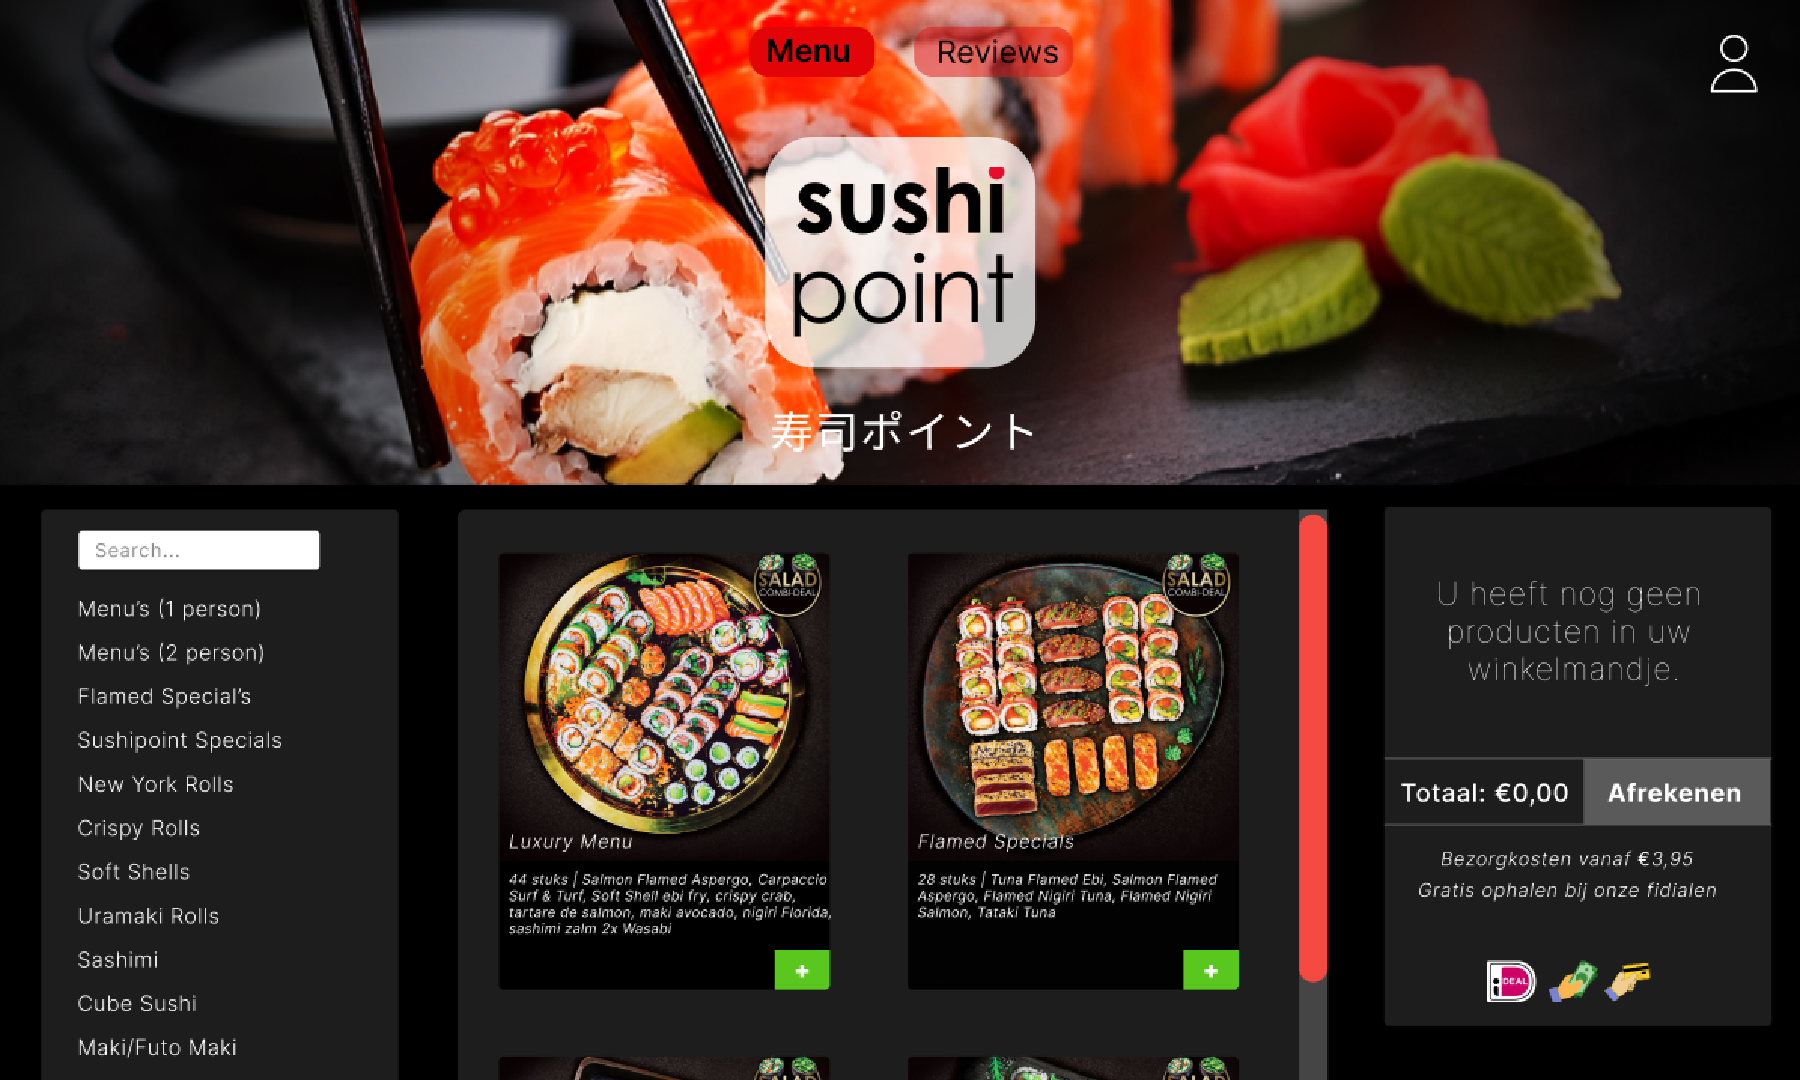 Menu
Reviews
sushi
point
寿司ポイント
Search...
Menu's (1 person)
Menu's (2 person)
Flamed Special's
Sushipoint Specials
New York Rolls
Crispy Rolls
Soft Shells
Uramaki Rolls
Sashimi
Cube Sushi
Maki/Futo Maki
SALAD
COMBI-DEAL
Luxury Menu
44 stuks | Salmon Flamed Aspergo, Carpaccio
Surf & Turf, Soft Shell ebi fry, crispy crab,
tartare de salmon, maki avocado, nigiri Florida,
sashimi zalm 2x Wasabi
+
SALAD
COMBI-DEAL
Flamed Specials
28 stuks | Tuna Flamed Ebi, Salmon Flamed
Aspergo, Flamed Nigiri Tuna, Flamed Nigiri
Salmon, Tataki Tuna
+
SALAD
SALAD
U heeft nog geen
producten in uw
winkelmandje.
Totaal: €0,00
Afrekenen
Bezorgkosten vanaf €3,95
Gratis ophalen bij onze fidialen
iDEAL